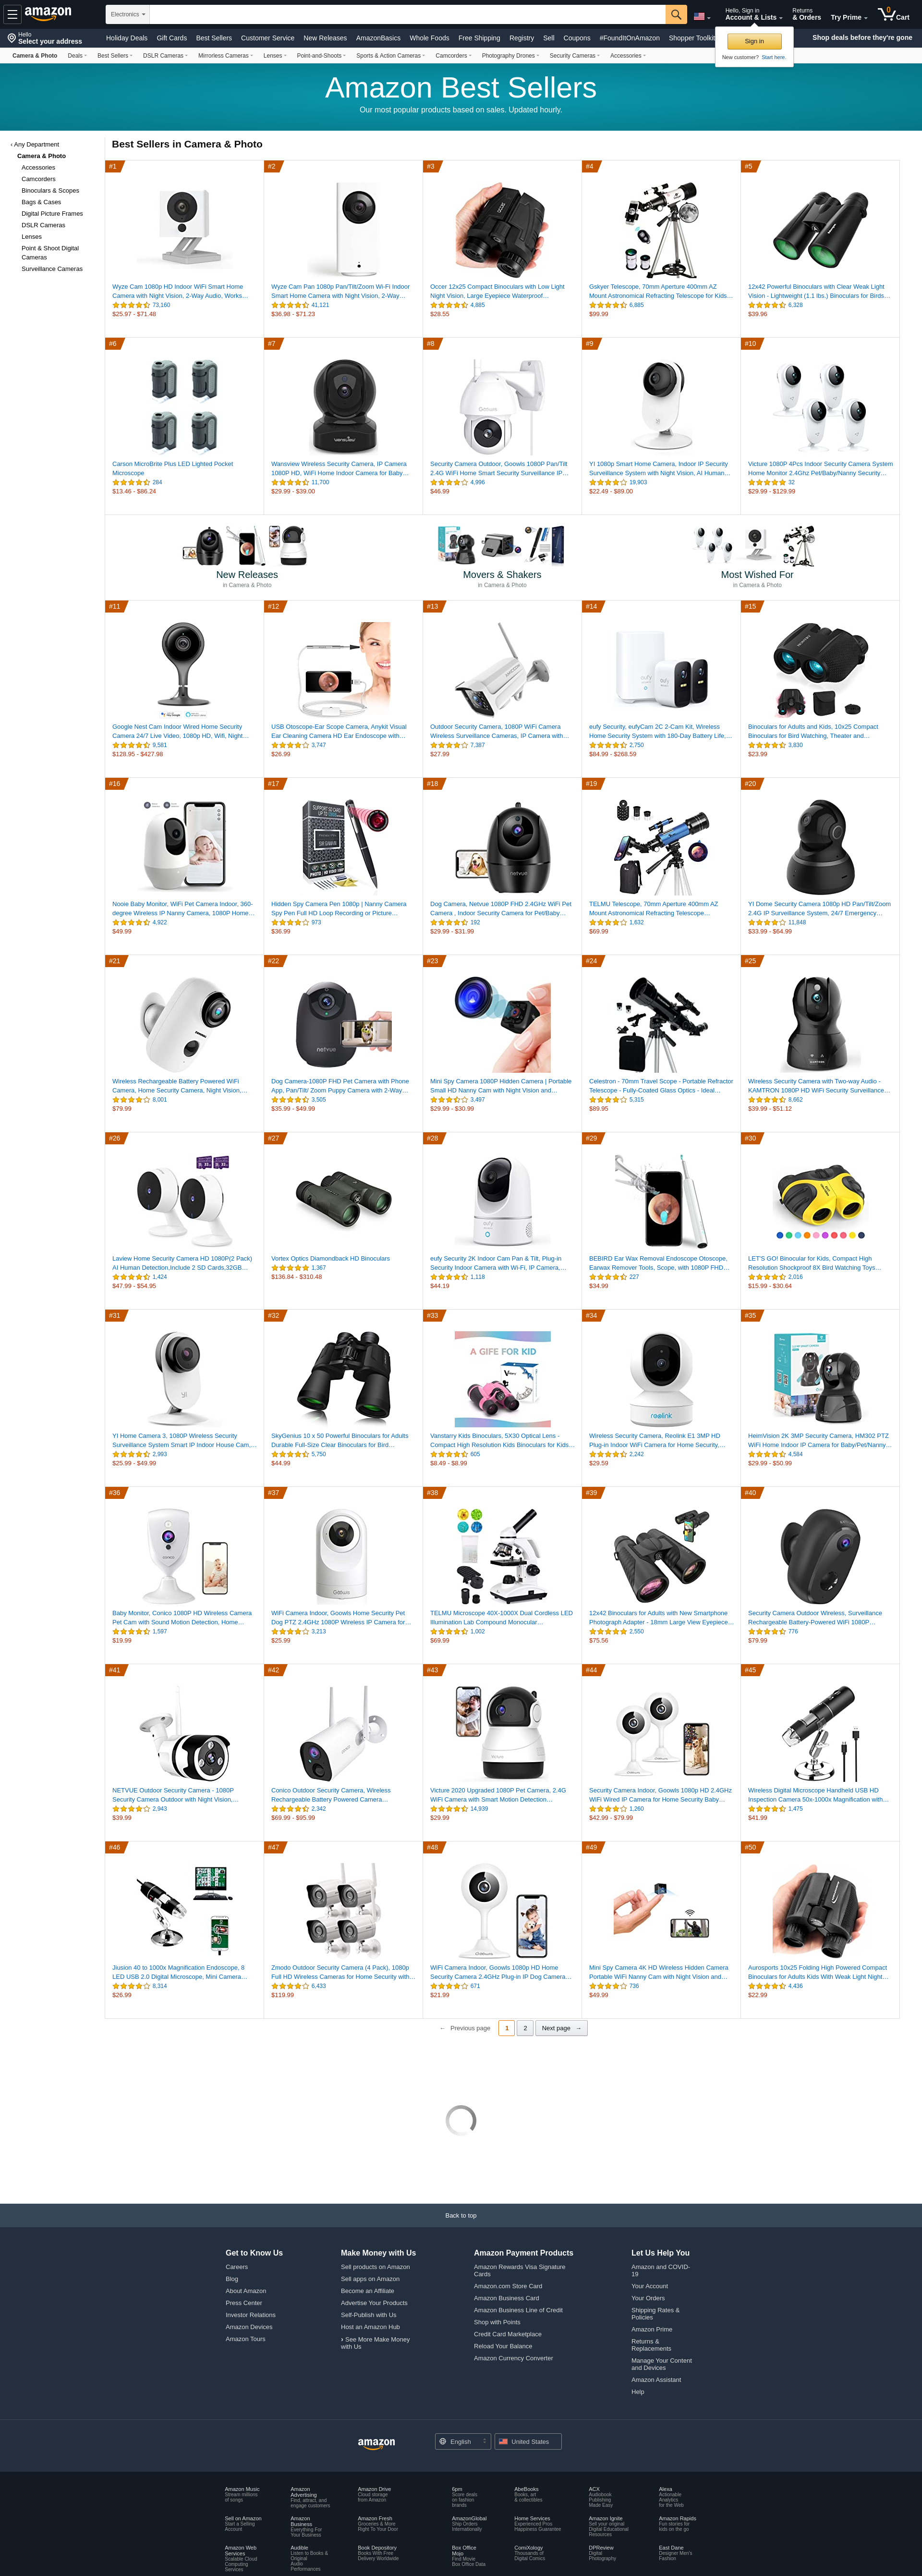 amazon
Electronics
Hello, Sign in
Account & Lists
Returns
& Orders
Try Prime
0
Cart
Hello
Select your address
Holiday Deals
Gift Cards
Best Sellers
Customer Service
New Releases
AmazonBasics
Whole Foods
Free Shipping
Registry
Sell
Coupons
#FoundItOnAmazon
Shopper Toolkit
Shop deals before they're gone
Sign in
New customer? Start here.
Camera & Photo
Deals
Best Sellers
DSLR Cameras
Mirrorless Cameras
Lenses
Point-and-Shoots
Sports & Action Cameras
Camcorders
Photography Drones
Security Cameras
Accessories
Amazon Best Sellers
Our most popular products based on sales. Updated hourly.
‹ Any Department
Camera & Photo
Accessories
Camcorders
Binoculars & Scopes
Bags & Cases
Digital Picture Frames
DSLR Cameras
Lenses
Point & Shoot Digital
Cameras
Surveillance Cameras
Best Sellers in Camera & Photo
#1
Wyze Cam 1080p HD Indoor WiFi Smart Home
Camera with Night Vision, 2-Way Audio, Works…
73,160
$25.97 - $71.48
#2
Wyze Cam Pan 1080p Pan/Tilt/Zoom Wi-Fi Indoor
Smart Home Camera with Night Vision, 2-Way…
41,121
$36.98 - $71.23
#3
Occer 12x25 Compact Binoculars with Low Light
Night Vision, Large Eyepiece Waterproof…
4,885
$28.55
#4
Gskyer Telescope, 70mm Aperture 400mm AZ
Mount Astronomical Refracting Telescope for Kids…
6,885
$99.99
#5
12x42 Powerful Binoculars with Clear Weak Light
Vision - Lightweight (1.1 lbs.) Binoculars for Birds…
6,328
$39.96
#6
Carson MicroBrite Plus LED Lighted Pocket
Microscope
284
$13.46 - $86.24
#7
Wansview Wireless Security Camera, IP Camera
1080P HD, WiFi Home Indoor Camera for Baby…
11,700
$29.99 - $39.00
#8
Security Camera Outdoor, Goowls 1080P Pan/Tilt
2.4G WiFi Home Smart Security Surveillance IP…
4,996
$46.99
#9
YI 1080p Smart Home Camera, Indoor IP Security
Surveillance System with Night Vision, AI Human…
19,903
$22.49 - $89.00
#10
Victure 1080P 4Pcs Indoor Security Camera System
Home Monitor 2.4Ghz Pet/Baby/Nanny Security…
32
$29.99 - $129.99
New Releases
in Camera & Photo
Movers & Shakers
in Camera & Photo
Most Wished For
in Camera & Photo
#11
Google Nest Cam Indoor Wired Home Security
Camera 24/7 Live Video, 1080p HD, Wifi, Night…
9,581
$128.95 - $427.98
#12
USB Otoscope-Ear Scope Camera, Anykit Visual
Ear Cleaning Camera HD Ear Endoscope with…
3,747
$26.99
#13
Outdoor Security Camera, 1080P WiFi Camera
Wireless Surveillance Cameras, IP Camera with…
7,387
$27.99
#14
eufy Security, eufyCam 2C 2-Cam Kit, Wireless
Home Security System with 180-Day Battery Life,…
2,750
$84.99 - $268.59
#15
Binoculars for Adults and Kids, 10x25 Compact
Binoculars for Bird Watching, Theater and…
3,830
$23.99
#16
Nooie Baby Monitor, WiFi Pet Camera Indoor, 360-
degree Wireless IP Nanny Camera, 1080P Home…
4,922
$49.99
#17
Hidden Spy Camera Pen 1080p | Nanny Camera
Spy Pen Full HD Loop Recording or Picture…
973
$36.99
#18
Dog Camera, Netvue 1080P FHD 2.4GHz WiFi Pet
Camera , Indoor Security Camera for Pet/Baby…
192
$29.99 - $31.99
#19
TELMU Telescope, 70mm Aperture 400mm AZ
Mount Astronomical Refracting Telescope…
1,632
$69.99
#20
YI Dome Security Camera 1080p HD Pan/Tilt/Zoom
2.4G IP Surveillance System, 24/7 Emergency…
11,848
$33.99 - $64.99
#21
Wireless Rechargeable Battery Powered WiFi
Camera, Home Security Camera, Night Vision,…
8,001
$79.99
#22
Dog Camera-1080P FHD Pet Camera with Phone
App, Pan/Tilt/ Zoom Puppy Camera with 2-Way…
3,505
$35.99 - $49.99
#23
Mini Spy Camera 1080P Hidden Camera | Portable
Small HD Nanny Cam with Night Vision and…
3,497
$29.99 - $30.99
#24
Celestron - 70mm Travel Scope - Portable Refractor
Telescope - Fully-Coated Glass Optics - Ideal…
5,315
$89.95
#25
Wireless Security Camera with Two-way Audio -
KAMTRON 1080P HD WiFi Security Surveillance…
8,662
$39.99 - $51.12
#26
Laview Home Security Camera HD 1080P(2 Pack)
AI Human Detection,Include 2 SD Cards,32GB…
1,424
$47.99 - $54.95
#27
Vortex Optics Diamondback HD Binoculars
1,367
$136.84 - $310.48
#28
eufy Security 2K Indoor Cam Pan & Tilt, Plug-in
Security Indoor Camera with Wi-Fi, IP Camera,…
1,118
$44.19
#29
BEBIRD Ear Wax Removal Endoscope Otoscope,
Earwax Remover Tools, Scope, with 1080P FHD…
227
$34.99
#30
LET'S GO! Binocular for Kids, Compact High
Resolution Shockproof 8X Bird Watching Toys…
2,016
$15.99 - $30.64
#31
YI Home Camera 3, 1080P Wireless Security
Surveillance System Smart IP Indoor House Cam,…
2,993
$25.99 - $49.99
#32
SkyGenius 10 x 50 Powerful Binoculars for Adults
Durable Full-Size Clear Binoculars for Bird…
5,750
$44.99
#33
A GIFE FOR KID
Vanstarry Kids Binoculars, 5X30 Optical Lens -
Compact High Resolution Kids Binoculars for Kids…
605
$8.49 - $8.99
#34
reolink
Wireless Security Camera, Reolink E1 3MP HD
Plug-in Indoor WiFi Camera for Home Security,…
2,242
$29.59
#35
HeimVision 2K 3MP Security Camera, HM302 PTZ
WiFi Home Indoor IP Camera for Baby/Pet/Nanny…
4,584
$29.99 - $50.99
#36
Baby Monitor, Conico 1080P HD Wireless Camera
Pet Cam with Sound Motion Detection, Home…
1,597
$19.99
#37
WiFi Camera Indoor, Goowls Home Security Pet
Dog PTZ 2.4GHz 1080P Wireless IP Camera for…
3,213
$25.99
#38
TELMU Microscope 40X-1000X Dual Cordless LED
Illumination Lab Compound Monocular…
1,002
$69.99
#39
12x42 Binoculars for Adults with New Smartphone
Photograph Adapter - 18mm Large View Eyepiece…
2,550
$75.56
#40
Security Camera Outdoor Wireless, Surveillance
Rechargeable Battery-Powered WiFi 1080P…
776
$79.99
#41
NETVUE Outdoor Security Camera - 1080P
Security Camera Outdoor with Night Vision,…
2,943
$39.99
#42
Conico Outdoor Security Camera, Wireless
Rechargeable Battery Powered Camera…
2,342
$69.99 - $95.99
#43
Victure 2020 Upgraded 1080P Pet Camera, 2.4G
WiFi Camera with Smart Motion Detection…
14,939
$29.99
#44
Security Camera Indoor, Goowls 1080p HD 2.4GHz
WiFi Wired IP Camera for Home Security Baby…
1,260
$42.99 - $79.99
#45
Wireless Digital Microscope Handheld USB HD
Inspection Camera 50x-1000x Magnification with…
1,475
$41.99
#46
Jiusion 40 to 1000x Magnification Endoscope, 8
LED USB 2.0 Digital Microscope, Mini Camera…
8,314
$26.99
#47
Zmodo Outdoor Security Camera (4 Pack), 1080p
Full HD Wireless Cameras for Home Security with…
6,433
$119.99
#48
WiFi Camera Indoor, Goowls 1080p HD Home
Security Camera 2.4GHz Plug-in IP Dog Camera…
671
$21.99
#49
Mini Spy Camera 4K HD Wireless Hidden Camera
Portable WiFi Nanny Cam with Night Vision and…
736
$49.99
#50
Aurosports 10x25 Folding High Powered Compact
Binoculars for Adults Kids With Weak Light Night…
4,436
$22.99
← Previous page
1
2
Next page →
Back to top
Get to Know Us
Careers
Blog
About Amazon
Press Center
Investor Relations
Amazon Devices
Amazon Tours
Make Money with Us
Sell products on Amazon
Sell apps on Amazon
Become an Affiliate
Advertise Your Products
Self-Publish with Us
Host an Amazon Hub
› See More Make Money
with Us
Amazon Payment Products
Amazon Rewards Visa Signature
Cards
Amazon.com Store Card
Amazon Business Card
Amazon Business Line of Credit
Shop with Points
Credit Card Marketplace
Reload Your Balance
Amazon Currency Converter
Let Us Help You
Amazon and COVID-
19
Your Account
Your Orders
Shipping Rates &
Policies
Amazon Prime
Returns &
Replacements
Manage Your Content
and Devices
Amazon Assistant
Help
amazon
English
United States
Amazon Music
Stream millions
of songs
Amazon
Advertising
Find, attract, and
engage customers
Amazon Drive
Cloud storage
from Amazon
6pm
Score deals
on fashion
brands
AbeBooks
Books, art
& collectibles
ACX
Audiobook
Publishing
Made Easy
Alexa
Actionable
Analytics
for the Web
Sell on Amazon
Start a Selling
Account
Amazon
Business
Everything For
Your Business
Amazon Fresh
Groceries & More
Right To Your Door
AmazonGlobal
Ship Orders
Internationally
Home Services
Experienced Pros
Happiness Guarantee
Amazon Ignite
Sell your original
Digital Educational
Resources
Amazon Rapids
Fun stories for
kids on the go
Amazon Web
Services
Scalable Cloud
Computing
Services
Audible
Listen to Books &
Original
Audio
Performances
Book Depository
Books With Free
Delivery Worldwide
Box Office
Mojo
Find Movie
Box Office Data
ComiXology
Thousands of
Digital Comics
DPReview
Digital
Photography
East Dane
Designer Men's
Fashion